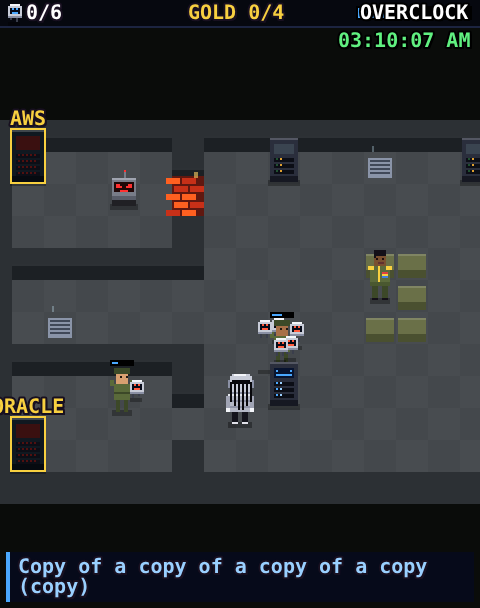 0/6 GOLD 0/4 OVERCLOCK
03:10:07 AM
AWS
ORACLE
Copy of a copy of a copy of a copy
(copy)